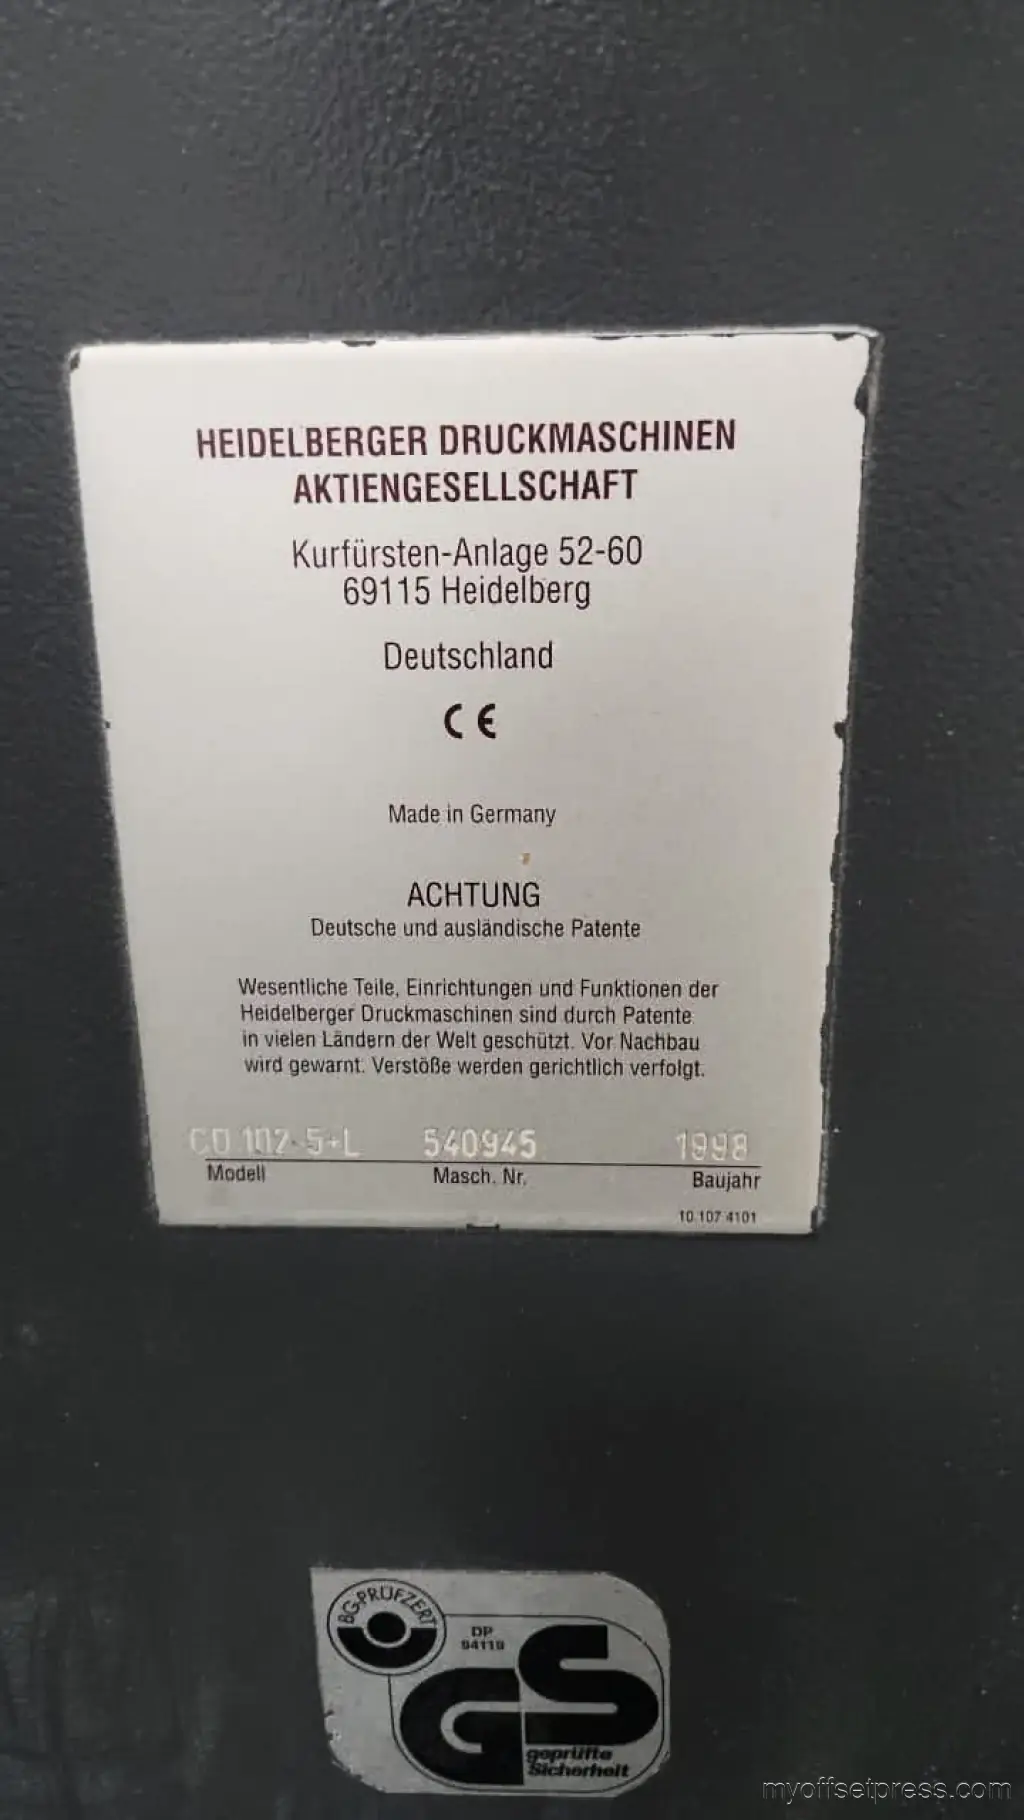 HEIDELBERGER DRUCKMASCHINEN
AKTIENGESELLSCHAFT
Kurfürsten-Anlage 52-60
69115 Heidelberg
Deutschland
CE
Made in Germany
ACHTUNG
Deutsche und ausländische Patente
Wesentliche Teile, Einrichtungen und Funktionen der
Heidelberger Druckmaschinen sind durch Patente
in vielen Ländern der Welt geschützt. Vor Nachbau
wird gewarnt. Verstöße werden gerichtlich verfolgt.
CD 102-5+L 540945 1998
Modell Masch. Nr. Baujahr
10 107 4101
BG-PRÜFZERT
DP
94119
GS
geprüfte
Sicherheit
myoffsetpress.com